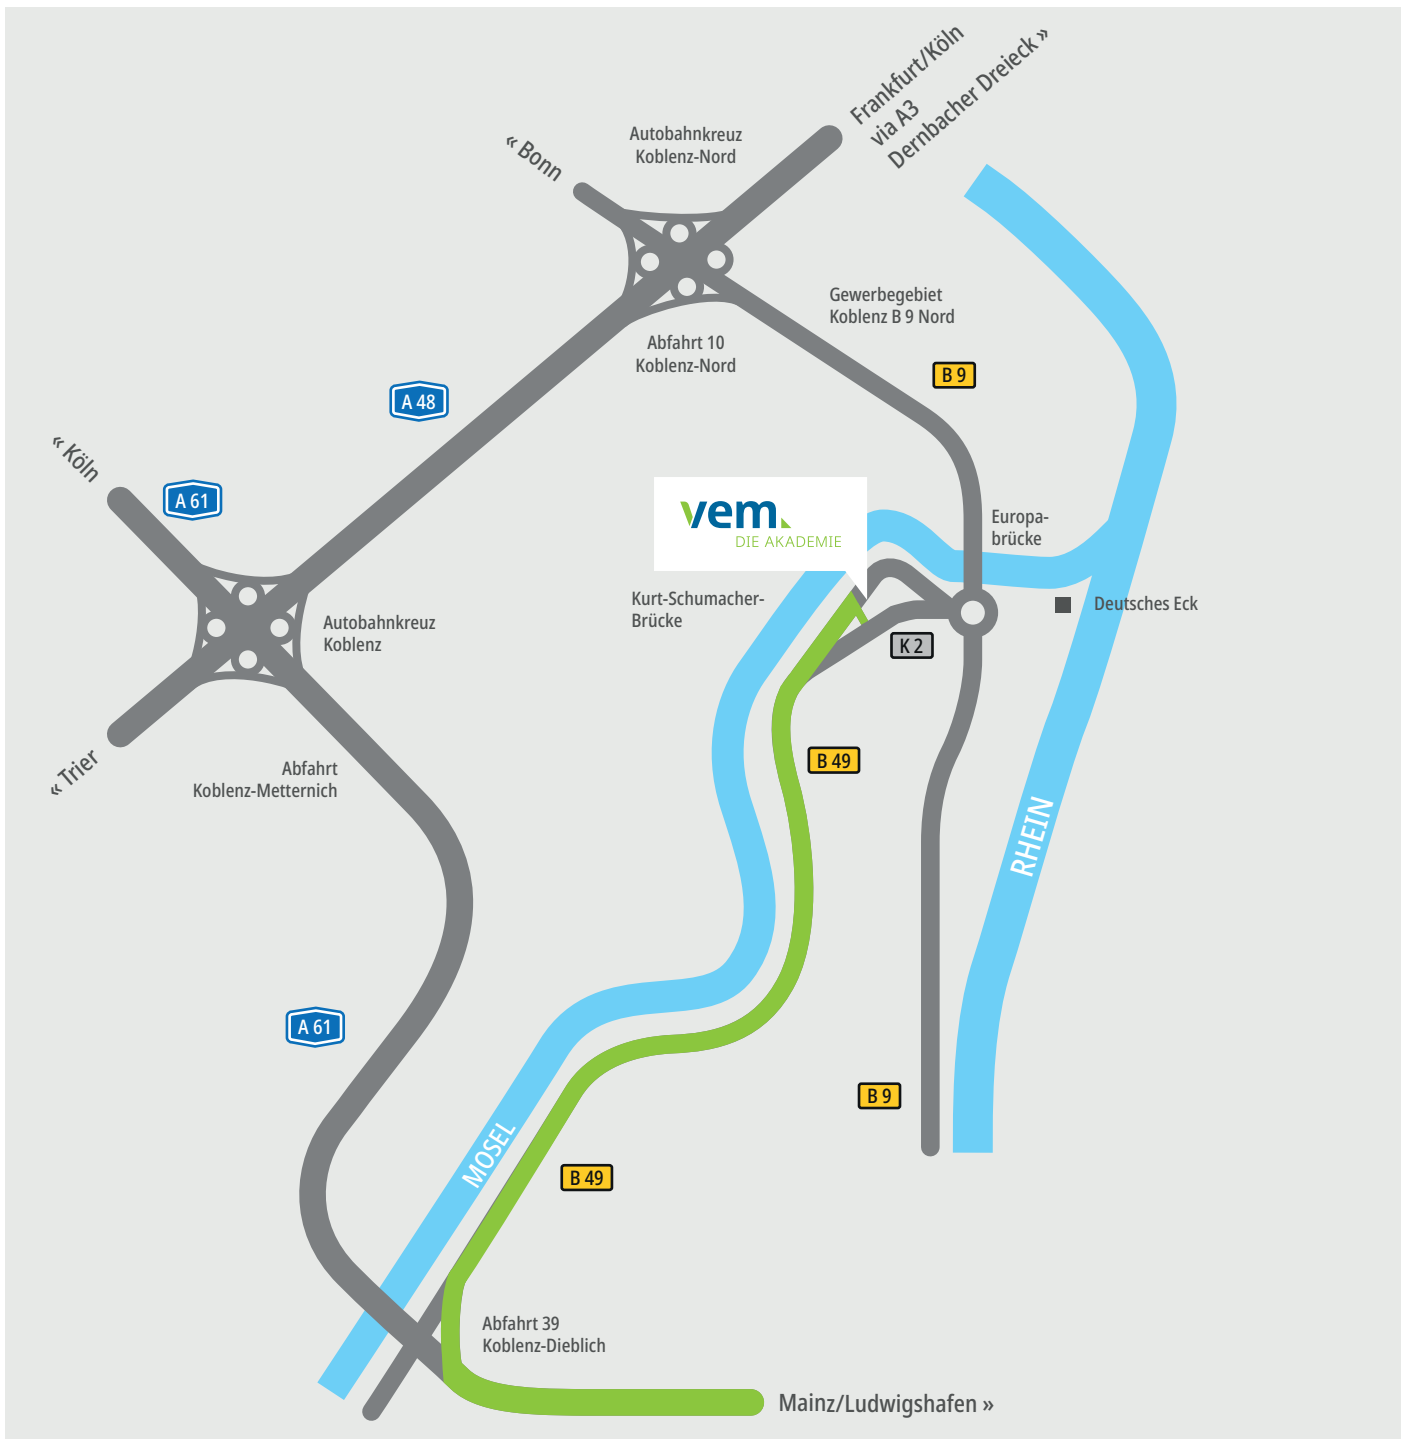 Frankfurt/Köln
via A3
Dernbacher Dreieck »
« Bonn
Autobahnkreuz
Koblenz-Nord
Gewerbegebiet
Koblenz B 9 Nord
Abfahrt 10
Koblenz-Nord
B 9
A 48
« Köln
A 61
vem.
DIE AKADEMIE
Europa-
brücke
Kurt-Schumacher-
Brücke
Deutsches Eck
Autobahnkreuz
Koblenz
K 2
« Trier
B 49
Abfahrt
Koblenz-Metternich
RHEIN
A 61
B 9
MOSEL
B 49
Abfahrt 39
Koblenz-Dieblich
Mainz/Ludwigshafen »